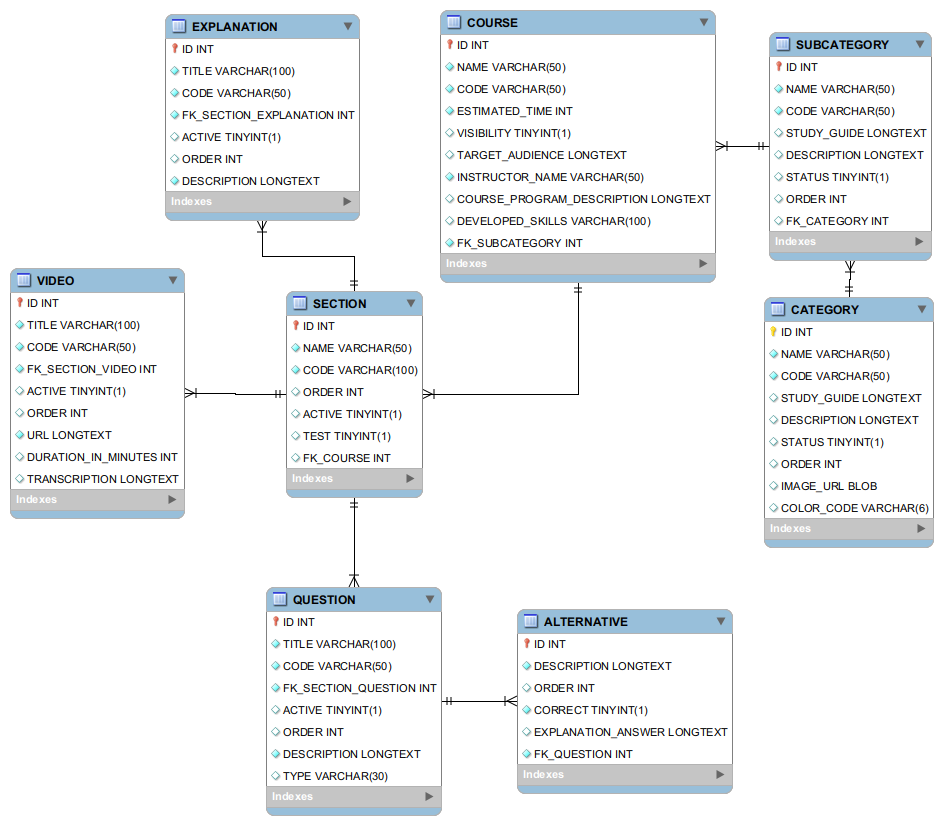 EXPLANATION
ID INT
TITLE VARCHAR(100)
CODE VARCHAR(50)
FK_SECTION_EXPLANATION INT
ACTIVE TINYINT(1)
ORDER INT
DESCRIPTION LONGTEXT
Indexes
COURSE
ID INT
NAME VARCHAR(50)
CODE VARCHAR(50)
ESTIMATED_TIME INT
VISIBILITY TINYINT(1)
TARGET_AUDIENCE LONGTEXT
INSTRUCTOR_NAME VARCHAR(50)
COURSE_PROGRAM_DESCRIPTION LONGTEXT
DEVELOPED_SKILLS VARCHAR(100)
FK_SUBCATEGORY INT
Indexes
SUBCATEGORY
ID INT
NAME VARCHAR(50)
CODE VARCHAR(50)
STUDY_GUIDE LONGTEXT
DESCRIPTION LONGTEXT
STATUS TINYINT(1)
ORDER INT
FK_CATEGORY INT
Indexes
VIDEO
ID INT
TITLE VARCHAR(100)
CODE VARCHAR(50)
FK_SECTION_VIDEO INT
ACTIVE TINYINT(1)
ORDER INT
URL LONGTEXT
DURATION_IN_MINUTES INT
TRANSCRIPTION LONGTEXT
Indexes
SECTION
ID INT
NAME VARCHAR(50)
CODE VARCHAR(100)
ORDER INT
ACTIVE TINYINT(1)
TEST TINYINT(1)
FK_COURSE INT
Indexes
CATEGORY
ID INT
NAME VARCHAR(50)
CODE VARCHAR(50)
STUDY_GUIDE LONGTEXT
DESCRIPTION LONGTEXT
STATUS TINYINT(1)
ORDER INT
IMAGE_URL BLOB
COLOR_CODE VARCHAR(6)
Indexes
QUESTION
ID INT
TITLE VARCHAR(100)
CODE VARCHAR(50)
FK_SECTION_QUESTION INT
ACTIVE TINYINT(1)
ORDER INT
DESCRIPTION LONGTEXT
TYPE VARCHAR(30)
Indexes
ALTERNATIVE
ID INT
DESCRIPTION LONGTEXT
ORDER INT
CORRECT TINYINT(1)
EXPLANATION_ANSWER LONGTEXT
FK_QUESTION INT
Indexes